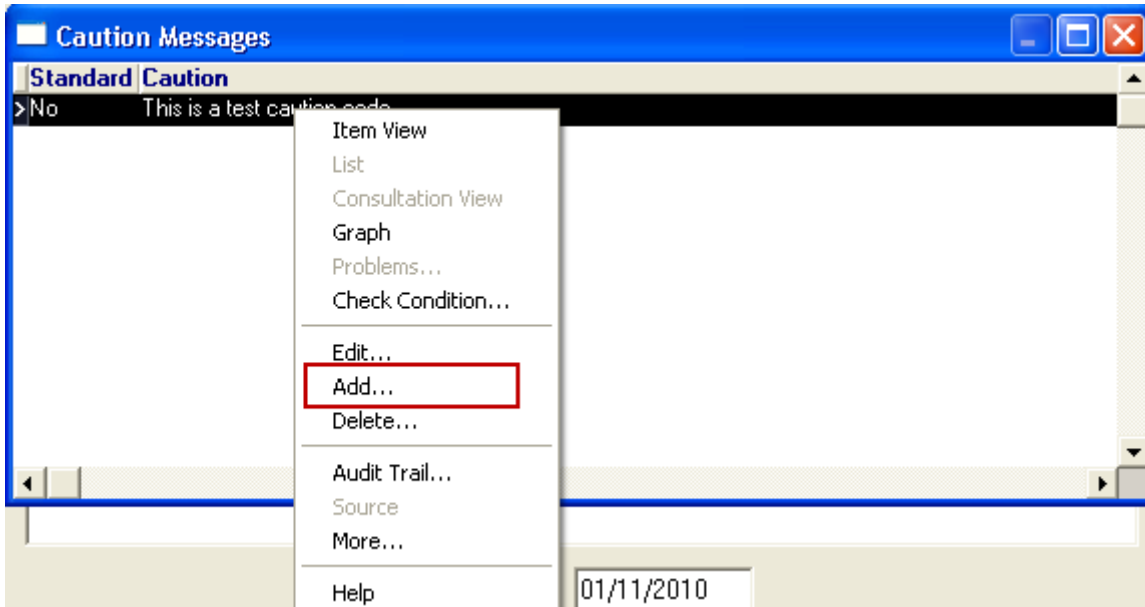 Caution Messages
Standard Caution
>No This is a test caution code
Item View
List
Consultation View
Graph
Problems...
Check Condition...
Edit...
Add...
Delete...
Audit Trail...
Source
More...
Help
01/11/2010